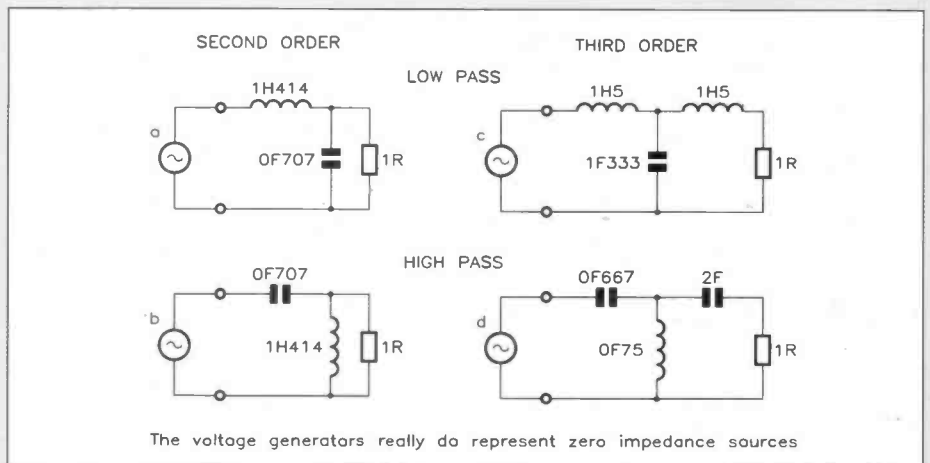 SECOND ORDER
THIRD ORDER
LOW PASS
1H414
1H5
1H5
a
0F707
1R
c
1F333
1R
HIGH PASS
0F707
0F667
2F
b
1H414
1R
d
0F75
1R
The voltage generators really do represent zero impedance sources